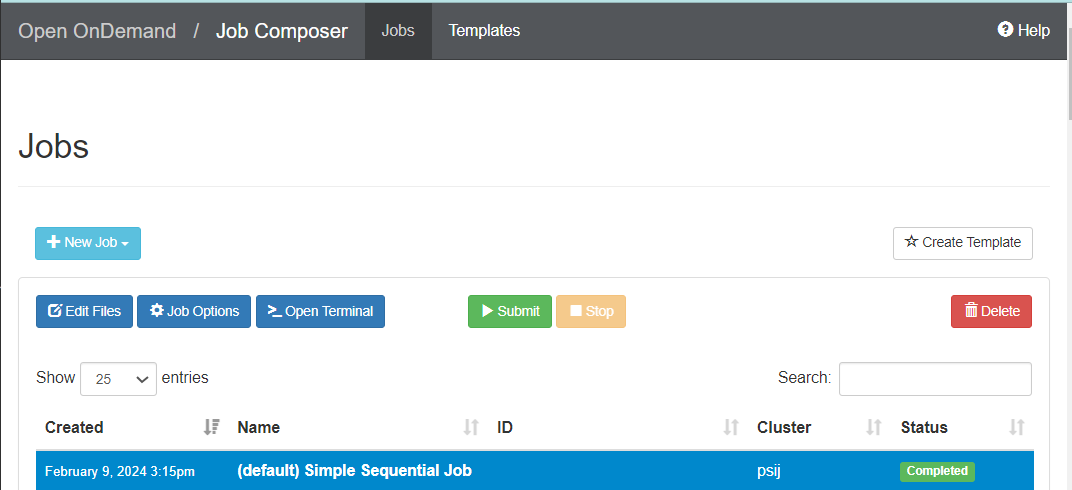 Open OnDemand / Job Composer Jobs Templates Help
Jobs
New Job Create Template
Edit Files Job Options Open Terminal Submit Stop Delete
Show 25 entries Search:
Created Name ID Cluster Status
February 9, 2024 3:15pm (default) Simple Sequential Job psij Completed